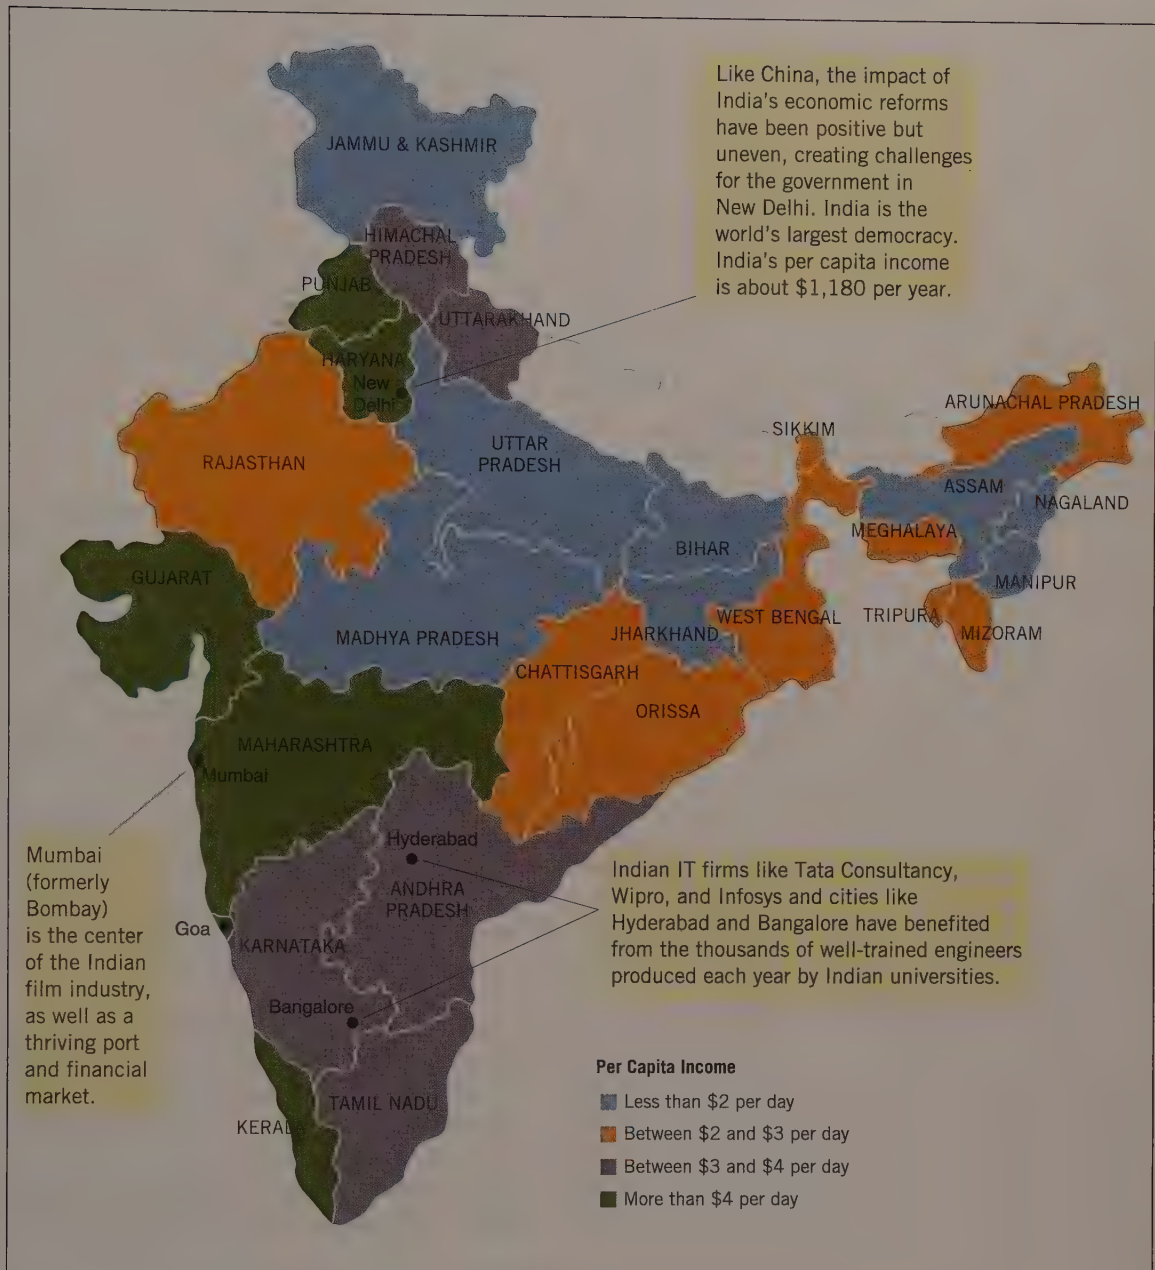 Like China, the impact of
India's economic reforms
have been positive but
uneven, creating challenges
for the government in
New Delhi. India is the
world's largest democracy.
India's per capita income
is about $1,180 per year.
JAMMU & KASHMIR
HIMACHAL
PRADESH
PUNJAB
UTTARAKHAND
HARYANA
New
Delhi
ARUNACHAL PRADESH
SIKKIM
RAJASTHAN
UTTAR
PRADESH
ASSAM
NAGALAND
MEGHALAYA
BIHAR
GUJARAT
MANIPUR
WEST BENGAL
TRIPURA
MADHYA PRADESH
JHARKHAND
MIZORAM
CHATTISGARH
ORISSA
MAHARASHTRA
Mumbai
Mumbai
(formerly
Bombay)
is the center
of the Indian
film industry,
as well as a
thriving port
and financial
market.
Hyderabad
ANDHRA
PRADESH
Goa
KARNATAKA
Bangalore
Indian IT firms like Tata Consultancy,
Wipro, and Infosys and cities like
Hyderabad and Bangalore have benefited
from the thousands of well-trained engineers
produced each year by Indian universities.
TAMIL NADU
KERALA
Per Capita Income
Less than $2 per day
Between $2 and $3 per day
Between $3 and $4 per day
More than $4 per day